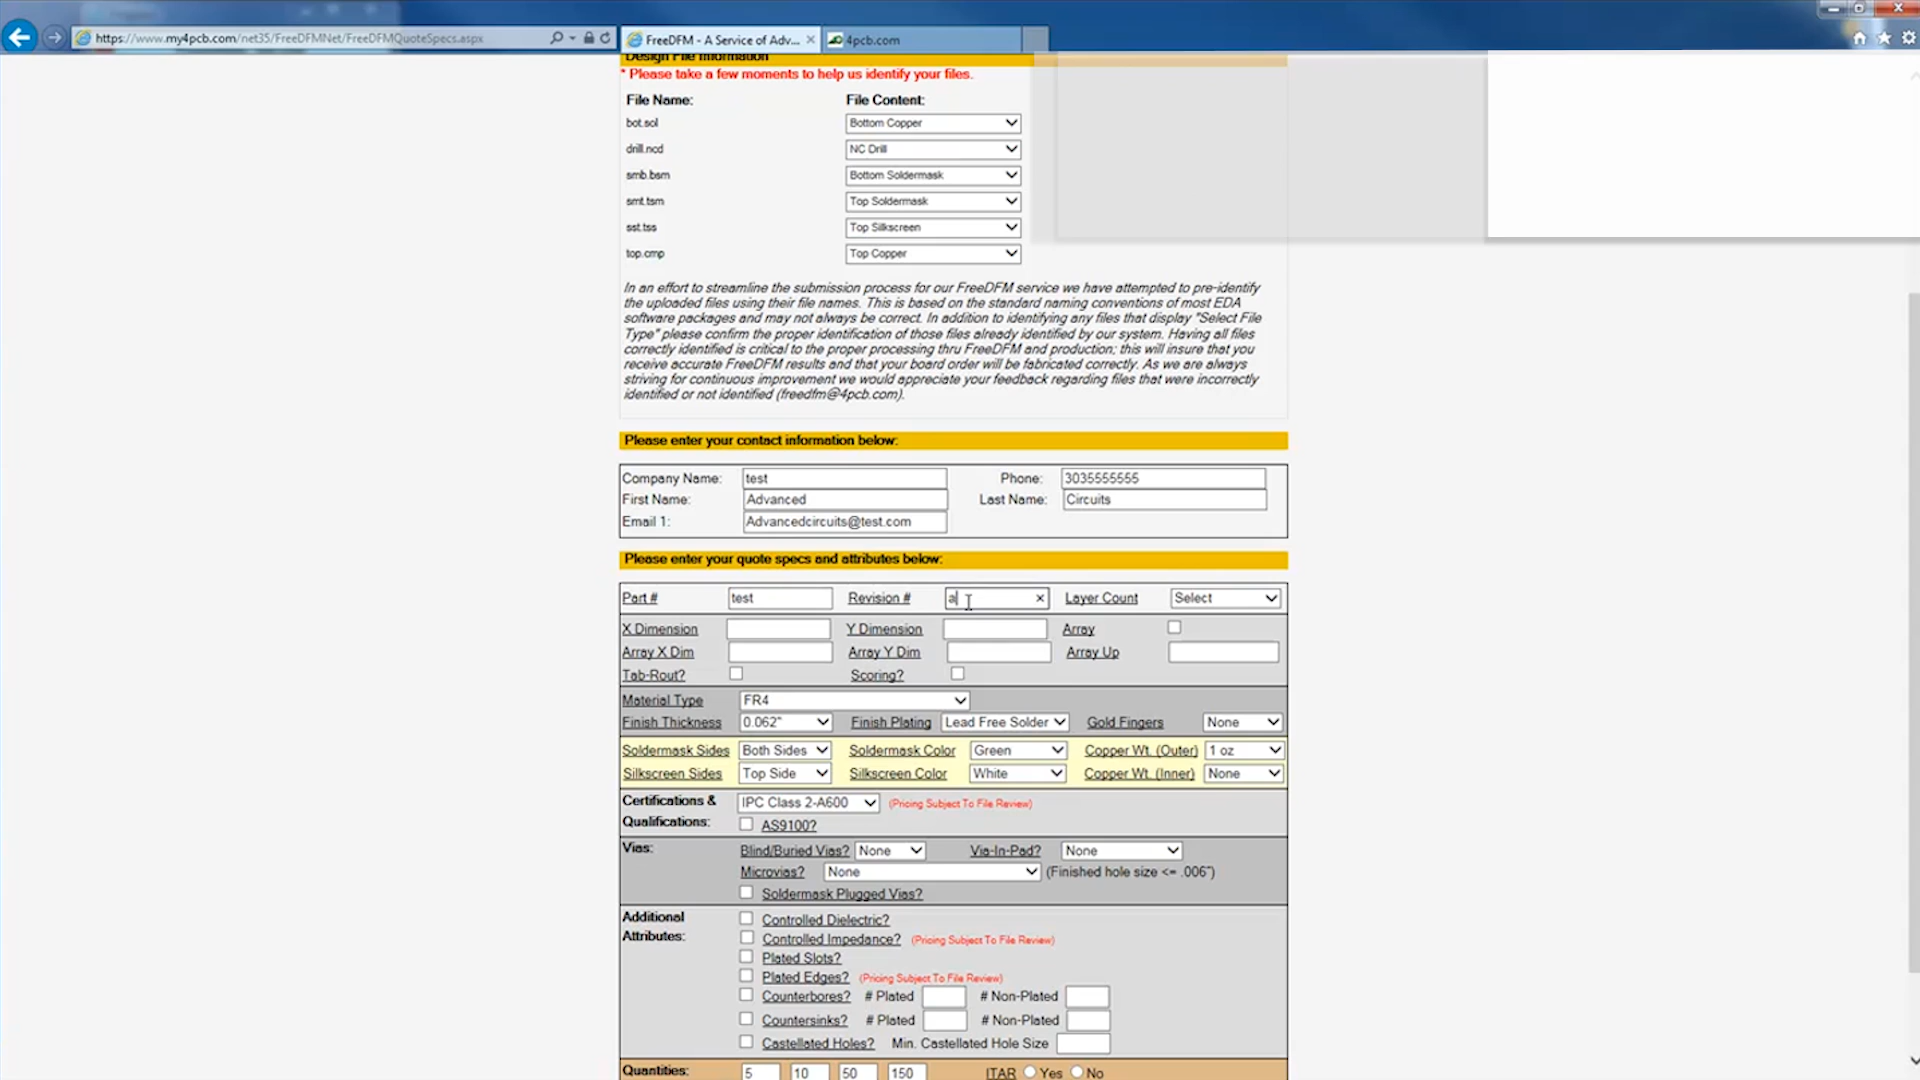 https://www.my4pcb.com/net35/FreeDFMNet/FreeDFMQuoteSpecs.aspx
FreeDFM - A Service of Adv...
4pcb.com
Design File Information
* Please take a few moments to help us identify your files.
File Name: File Content:
bot.sol Bottom Copper
drill.ncd NC Drill
smb.bsm Bottom Soldermask
smt.tsm Top Soldermask
sst.tss Top Silkscreen
top.cmp Top Copper
In an effort to streamline the submission process for our FreeDFM service we have attempted to pre-identify
the uploaded files using their file names. This is based on the standard naming conventions of most EDA
software packages and may not always be correct. In addition to identifying any files that display "Select File
Type" please confirm the proper identification of those files already identified by our system. Having all files
correctly identified is critical to the proper processing thru FreeDFM and production; this will insure that you
receive accurate FreeDFM results and that your board order will be fabricated correctly. As we are always
striving for continuous improvement we would appreciate your feedback regarding files that were incorrectly
identified or not identified (freedfm@4pcb.com).
Please enter your contact information below:
Company Name: test Phone: 3035555555
First Name: Advanced Last Name: Circuits
Email 1: Advancedcircuits@test.com
Please enter your quote specs and attributes below:
Part # test Revision # a Layer Count Select
X Dimension Y Dimension Array
Array X Dim Array Y Dim Array Up
Tab-Rout? Scoring?
Material Type FR4
Finish Thickness 0.062" Finish Plating Lead Free Solder Gold Fingers None
Soldermask Sides Both Sides Soldermask Color Green Copper Wt. (Outer) 1 oz
Silkscreen Sides Top Side Silkscreen Color White Copper Wt. (Inner) None
Certifications & IPC Class 2-A600 (Pricing Subject To File Review)
Qualifications: AS9100?
Vias: Blind/Buried Vias? None Via-In-Pad? None
Microvias? None (Finished hole size <= .006")
Soldermask Plugged Vias?
Additional Controlled Dielectric?
Attributes: Controlled Impedance? (Pricing Subject To File Review)
Plated Slots?
Plated Edges? (Pricing Subject To File Review)
Counterbores? # Plated # Non-Plated
Countersinks? # Plated # Non-Plated
Castellated Holes? Min. Castellated Hole Size
Quantities: 5 10 50 150 ITAR Yes No